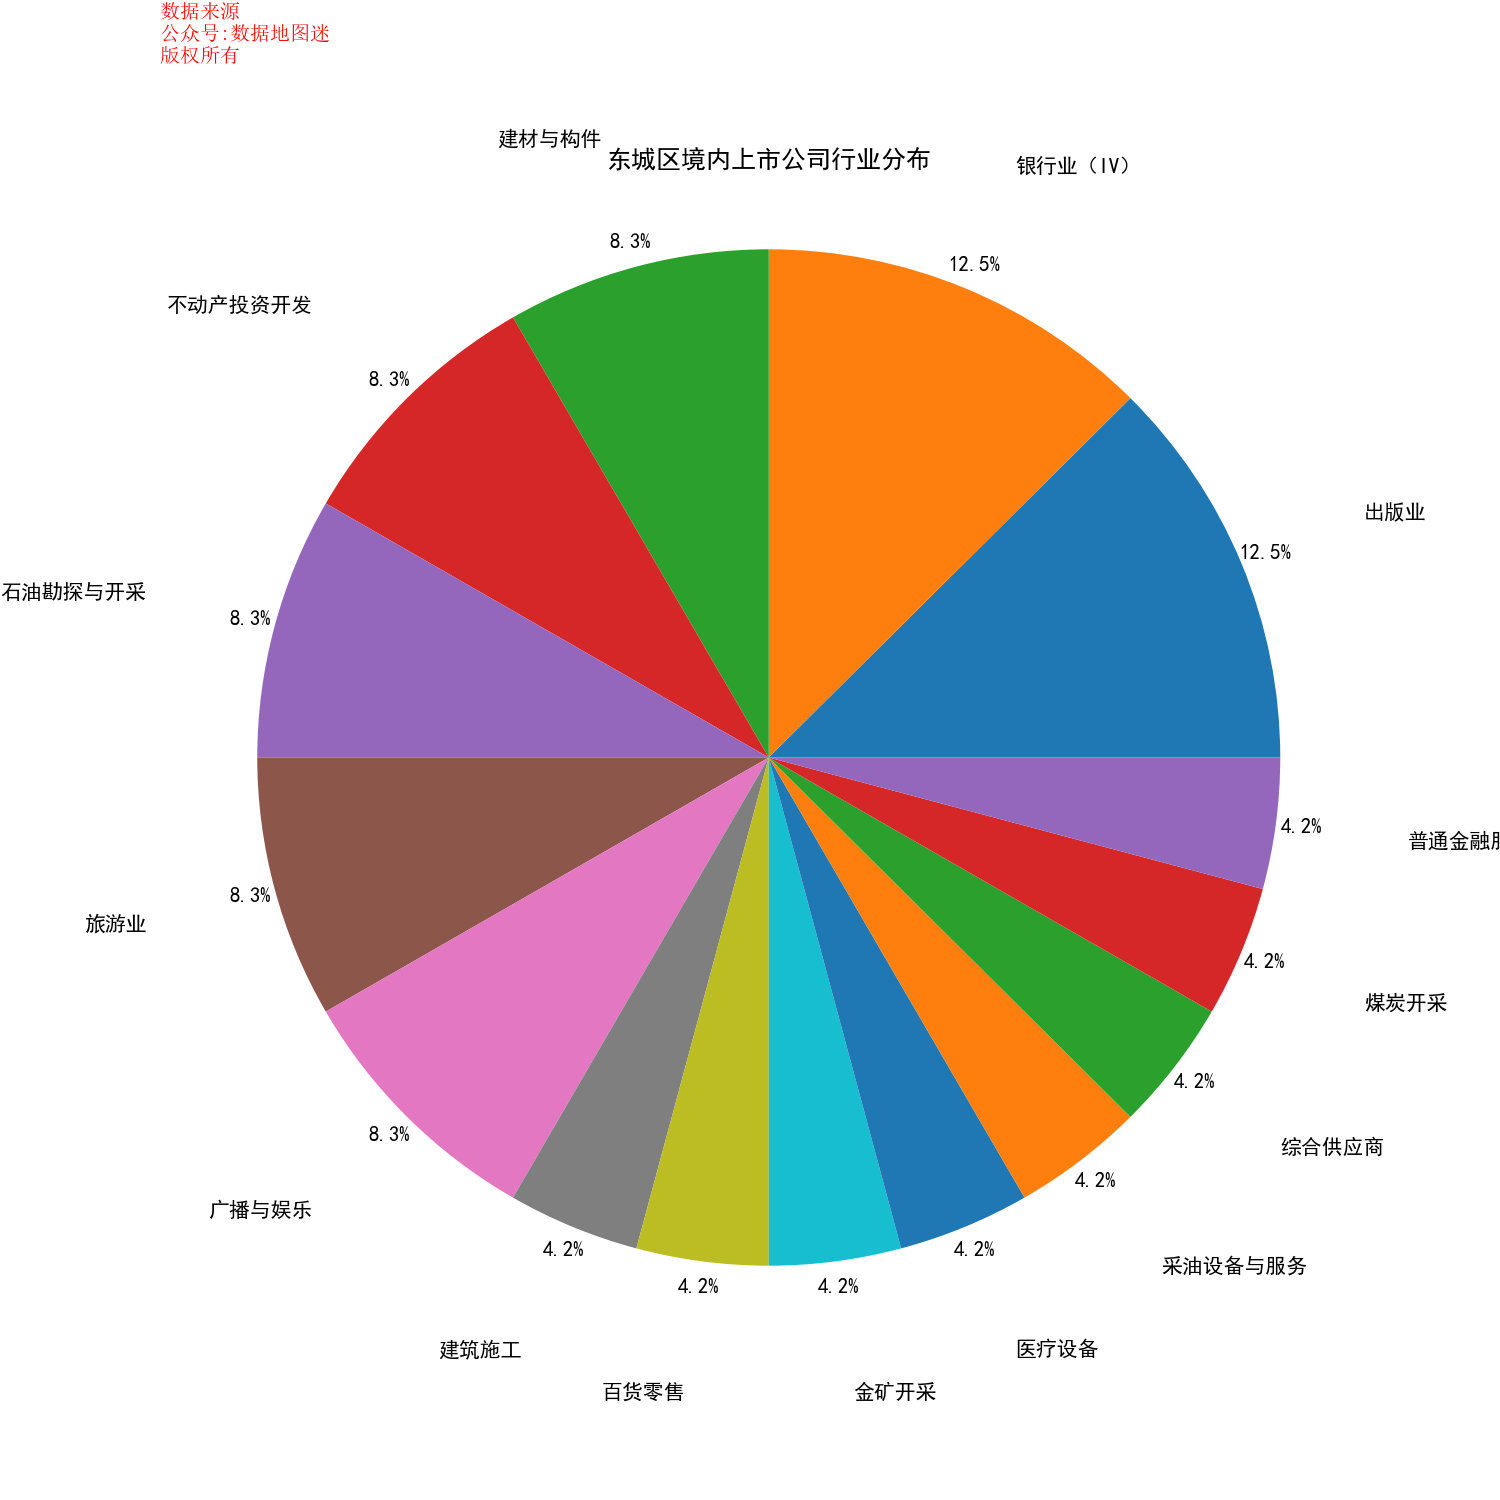 数据来源
公众号:数据地图迷
版权所有
建材与构件
东城区境内上市公司行业分布
银行业（IV）
8.3%
12.5%
不动产投资开发
8.3%
出版业
12.5%
石油勘探与开采
8.3%
4.2%
普通金融
旅游业
8.3%
4.2%
煤炭开采
4.2%
综合供应商
广播与娱乐
8.3%
4.2%
采油设备与服务
4.2%
4.2%
4.2%
4.2%
建筑施工
医疗设备
百货零售
金矿开采